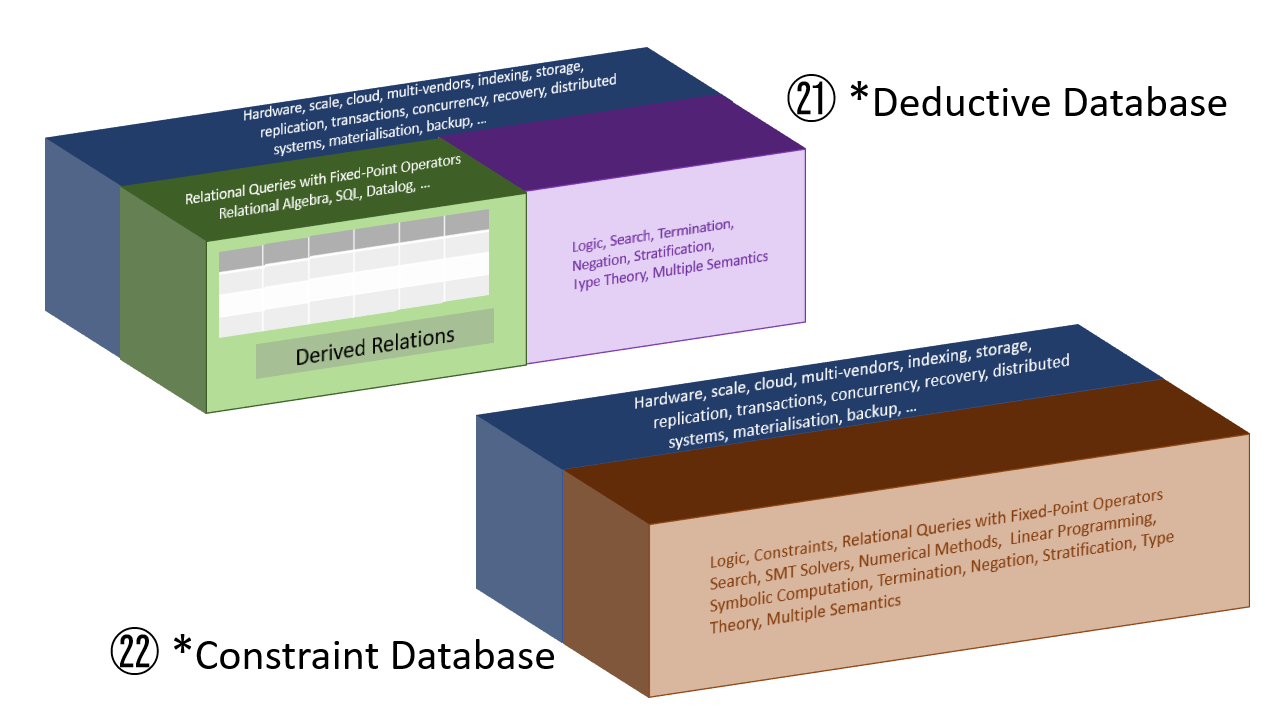 Hardware, scale, cloud, multi-vendors, indexing, storage,
replication, transactions, concurrency, recovery, distributed
systems, materialisation, backup, ...
㉑ *Deductive Database
Relational Queries with Fixed-Point Operators
Relational Algebra, SQL, Datalog, ...
Logic, Search, Termination,
Negation, Stratification,
Type Theory, Multiple Semantics
Derived Relations
Hardware, scale, cloud, multi-vendors, indexing, storage,
replication, transactions, concurrency, recovery, distributed
systems, materialisation, backup, ...
Logic, Constraints, Relational Queries with Fixed-Point Operators
Search, SMT Solvers, Numerical Methods, Linear Programming,
Symbolic Computation, Termination, Negation, Stratification, Type
Theory, Multiple Semantics
㉒ *Constraint Database